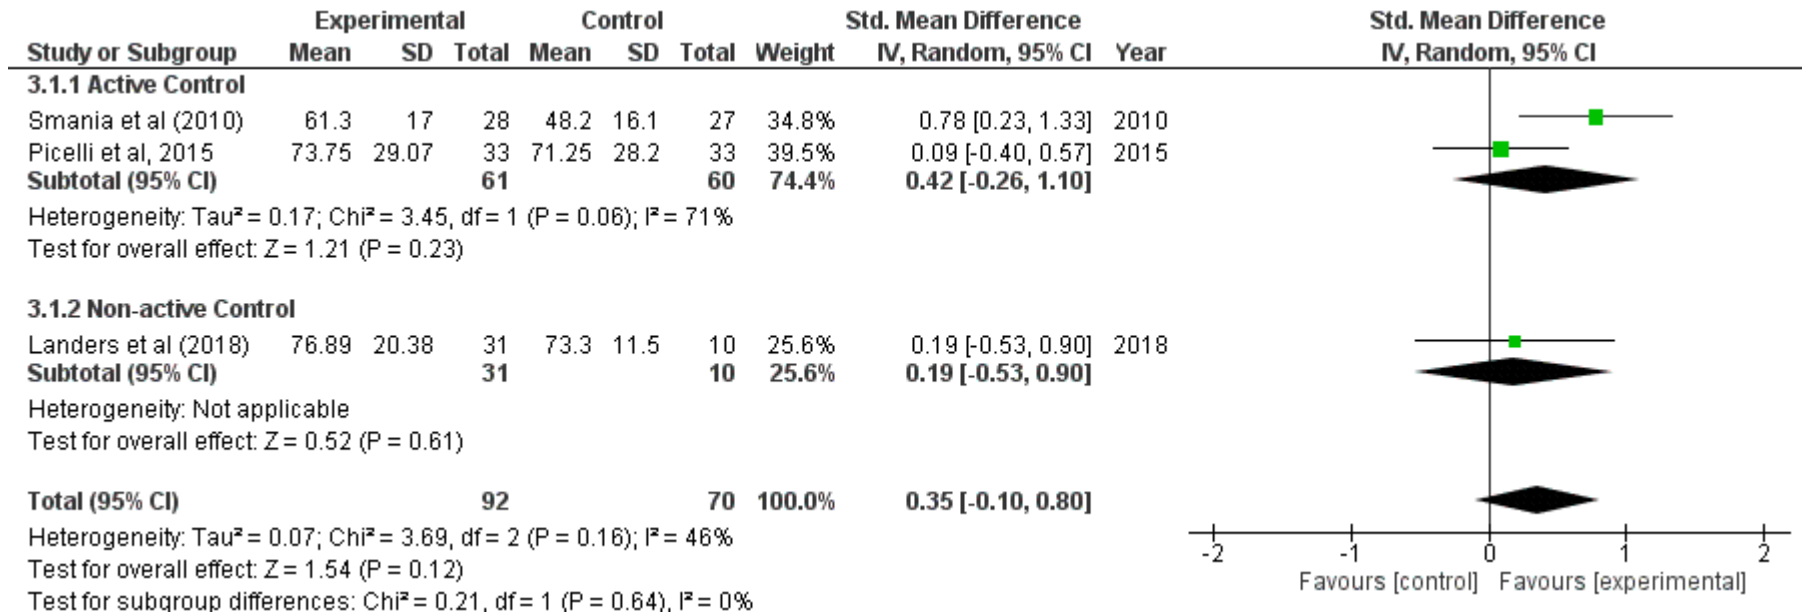 Experimental Control Std. Mean Difference Std. Mean Difference
Study or Subgroup Mean SD Total Mean SD Total Weight IV, Random, 95% CI Year IV, Random, 95% CI
3.1.1 Active Control
Smania et al (2010) 61.3 17 28 48.2 16.1 27 34.8% 0.78 [0.23, 1.33] 2010
Picelli et al, 2015 73.75 29.07 33 71.25 28.2 33 39.5% 0.09 [-0.40, 0.57] 2015
Subtotal (95% CI) 61 60 74.4% 0.42 [-0.26, 1.10]
Heterogeneity: Tau² = 0.17; Chi² = 3.45, df = 1 (P = 0.06); I² = 71%
Test for overall effect: Z = 1.21 (P = 0.23)
3.1.2 Non-active Control
Landers et al (2018) 76.89 20.38 31 73.3 11.5 10 25.6% 0.19 [-0.53, 0.90] 2018
Subtotal (95% CI) 31 10 25.6% 0.19 [-0.53, 0.90]
Heterogeneity: Not applicable
Test for overall effect: Z = 0.52 (P = 0.61)
Total (95% CI) 92 70 100.0% 0.35 [-0.10, 0.80]
Heterogeneity: Tau² = 0.07; Chi² = 3.69, df = 2 (P = 0.16); I² = 46%
Test for overall effect: Z = 1.54 (P = 0.12)
Test for subgroup differences: Chi² = 0.21, df = 1 (P = 0.64), I² = 0%
-2 -1 0 1 2
Favours [control] Favours [experimental]